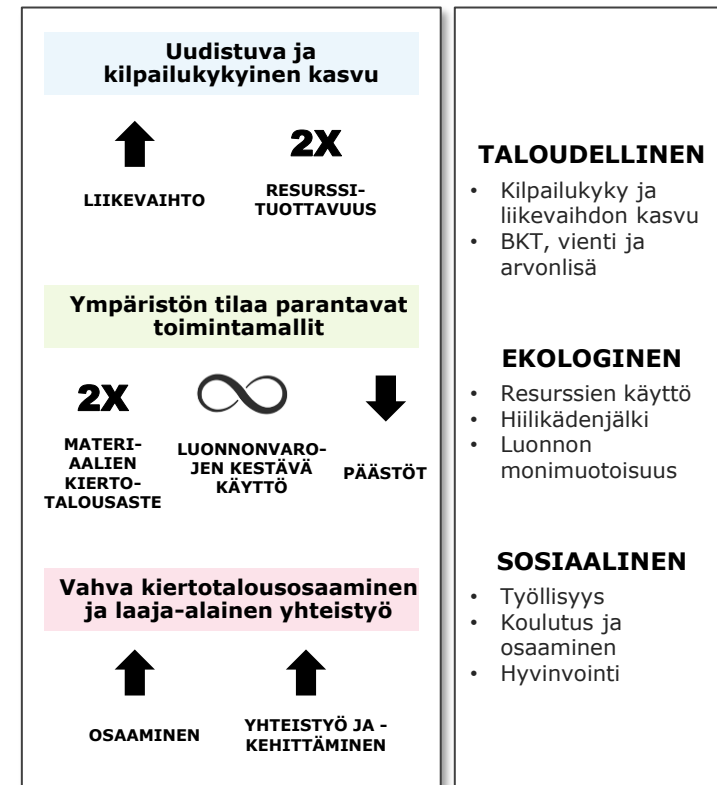 Uudistuva ja
kilpailukykyinen kasvu
2X
LIIKEVAIHTO
RESURSSI-
TUOTTAVUUS
Ympäristön tilaa parantavat
toimintamallit
2X
MATERI-
AALIEN
KIERTO-
TALOUSASTE
LUONNONVARO-
JEN KESTÄVÄ
KÄYTTÖ
PÄÄSTÖT
Vahva kiertotalousosaaminen
ja laaja-alainen yhteistyö
OSAAMINEN
YHTEISTYÖ JA -
KEHITTÄMINEN
TALOUDELLINEN
• Kilpailukyky ja
liikevaihdon kasvu
• BKT, vienti ja
arvonlisä
EKOLOGINEN
• Resurssien käyttö
• Hiilikädenjälki
• Luonnon
monimuotoisuus
SOSIAALINEN
• Työllisyys
• Koulutus ja
osaaminen
• Hyvinvointi